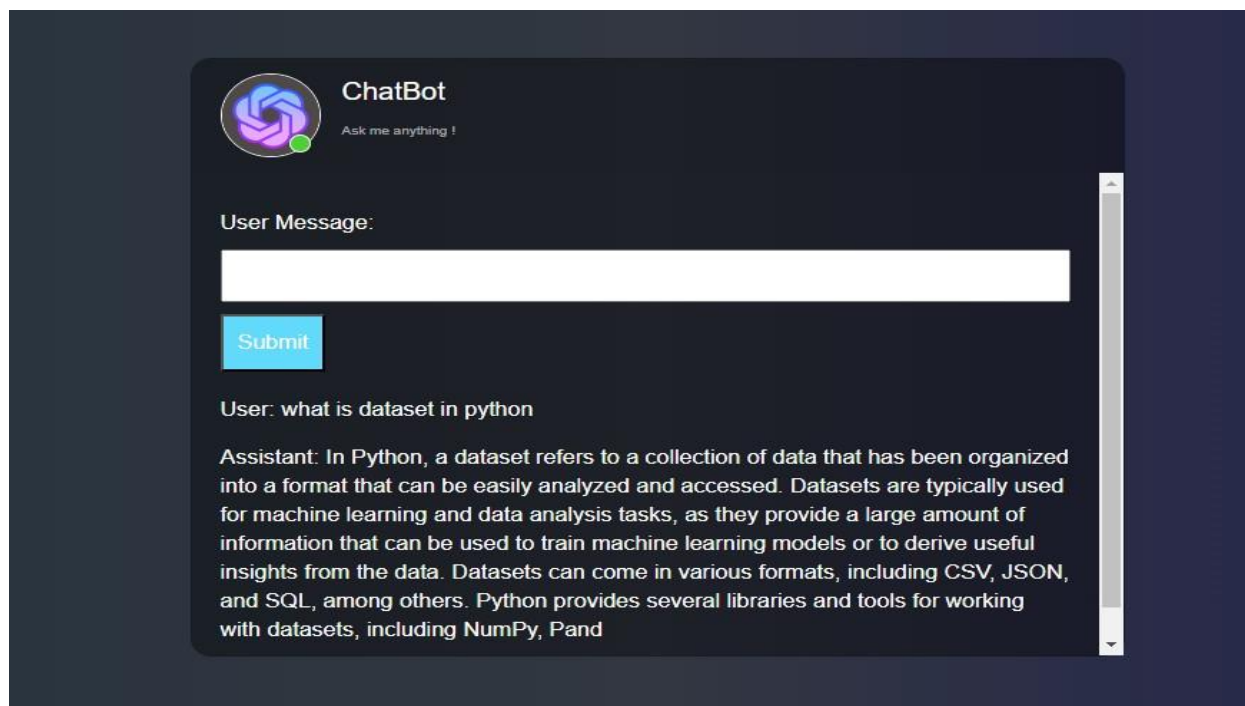 ChatBot
Ask me anything !
User Message:
Submit
User: what is dataset in python
Assistant: In Python, a dataset refers to a collection of data that has been organized
into a format that can be easily analyzed and accessed. Datasets are typically used
for machine learning and data analysis tasks, as they provide a large amount of
information that can be used to train machine learning models or to derive useful
insights from the data. Datasets can come in various formats, including CSV, JSON,
and SQL, among others. Python provides several libraries and tools for working
with datasets, including NumPy, Pand